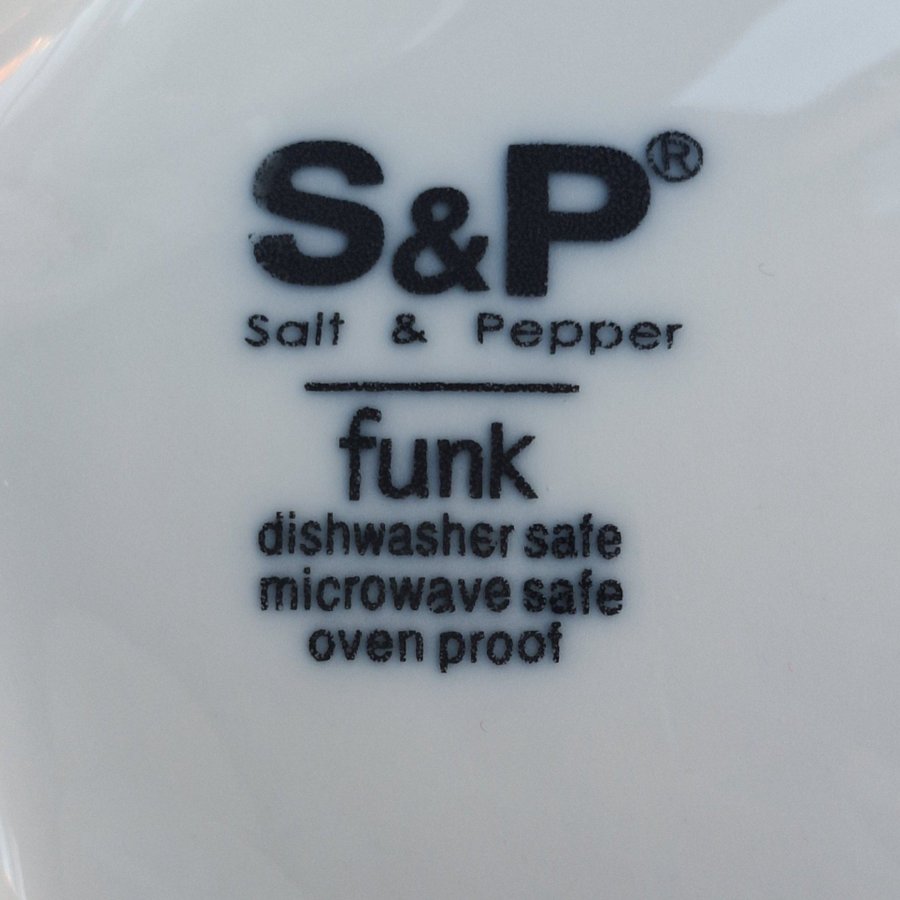 S&P®
Salt & Pepper
funk
dishwasher safe
microwave safe
oven proof